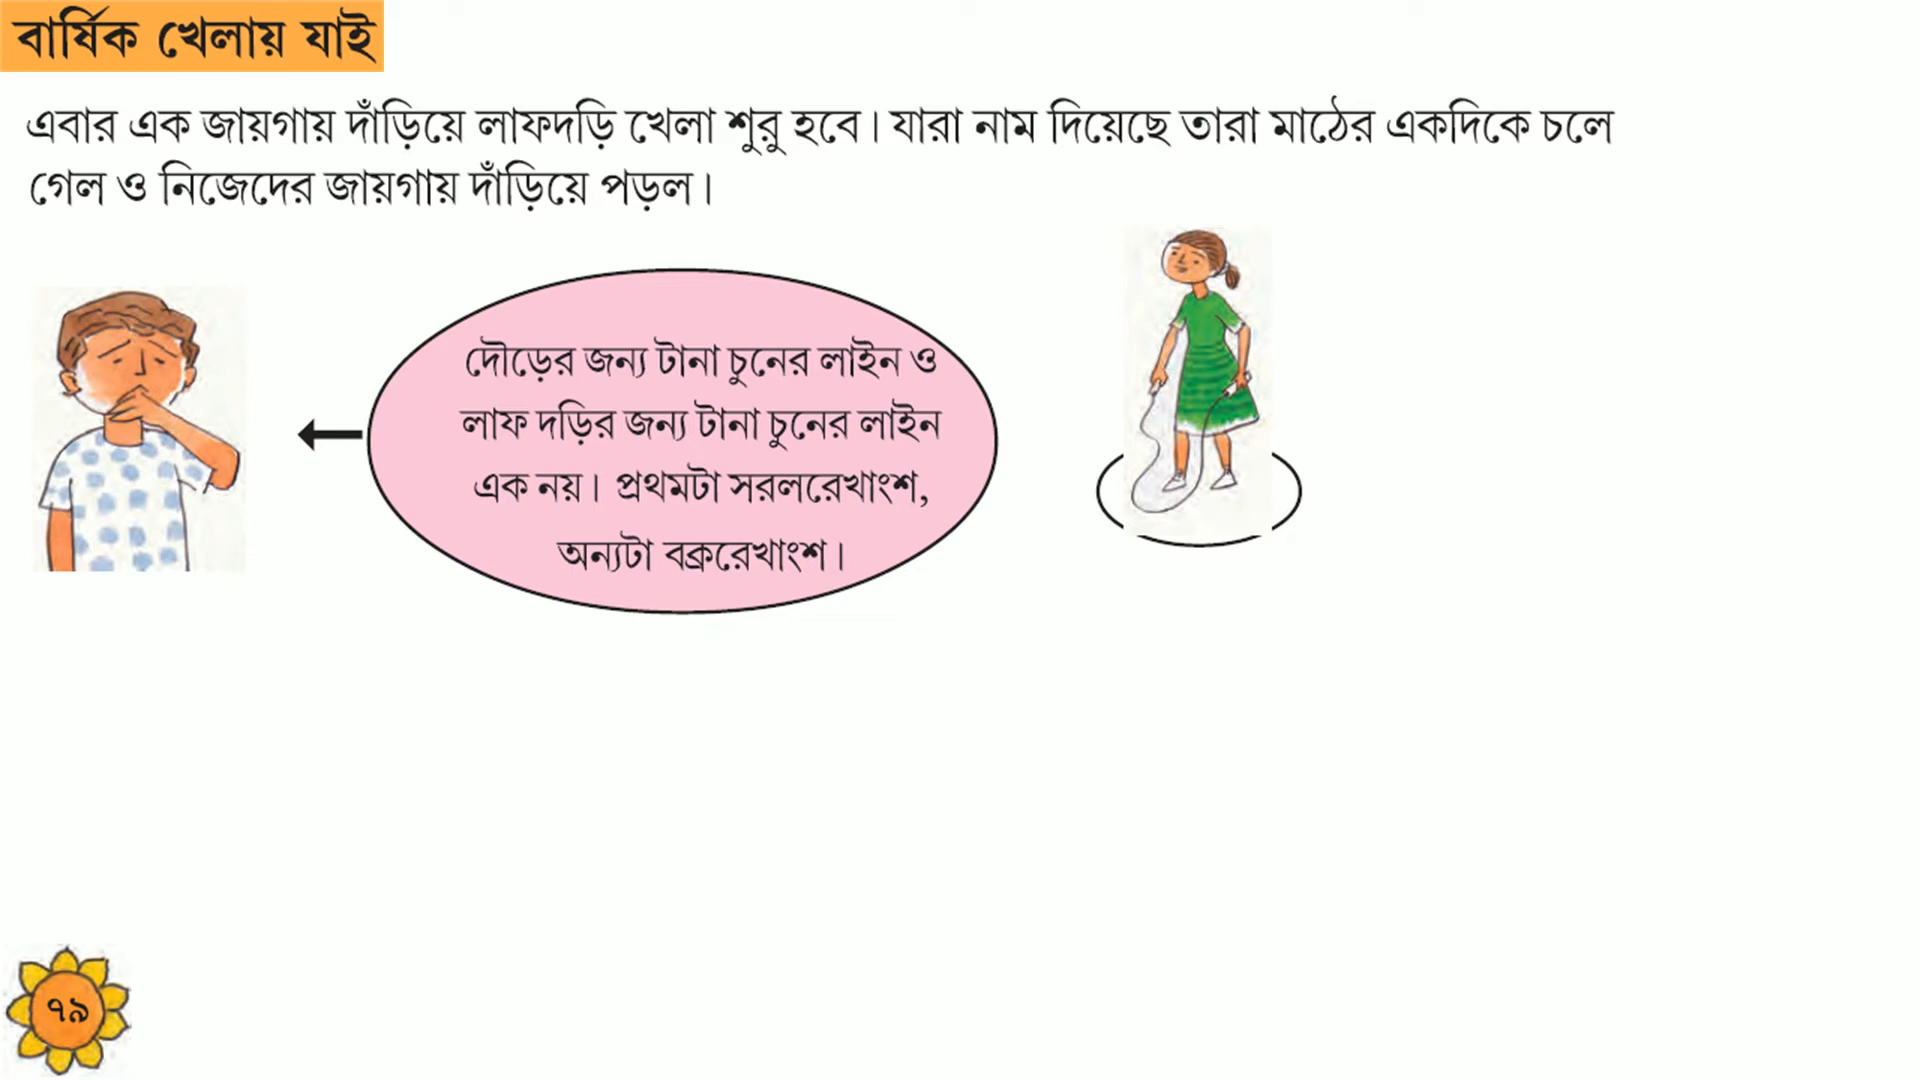 বার্ষিক খেলায় যাই
এবার এক জায়গায় দাঁড়িয়ে লাফদড়ি খেলা শুরু হবে। যারা নাম দিয়েছে তারা মাঠের একদিকে চলে
গেল ও নিজেদের জায়গায় দাঁড়িয়ে পড়ল।
দৌড়ের জন্য টানা চুনের লাইন ও
লাফ দড়ির জন্য টানা চুনের লাইন
এক নয়। প্রথমটা সরলরেখাংশ,
অন্যটা বক্ররেখাংশ।
৭৯